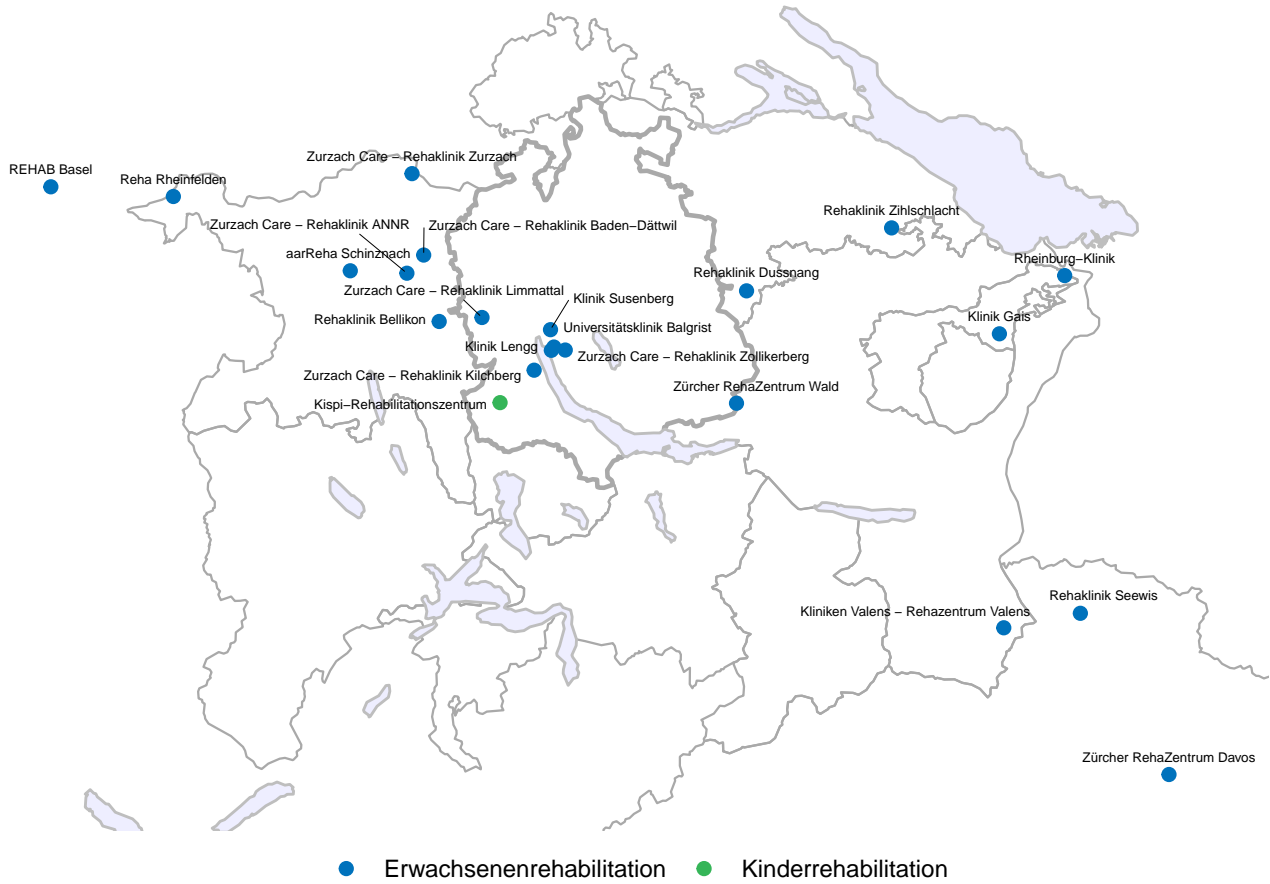 Zurzach Care – Rehaklinik Zurzach
REHAB Basel
Reha Rheinfelden
Rehaklinik Zihlschlacht
Zurzach Care – Rehaklinik ANNR
Zurzach Care – Rehaklinik Baden–Dättwil
aarReha Schinznach
Rheinburg–Klinik
Rehaklinik Dussnang
Zurzach Care – Rehaklinik Limmattal
Klinik Susenberg
Klinik Gais
Rehaklinik Bellikon
Universitätsklinik Balgrist
Klinik Lengg
Zurzach Care – Rehaklinik Zollikerberg
Zurzach Care – Rehaklinik Kilchberg
Zürcher RehaZentrum Wald
Kispi–Rehabilitationszentrum
Rehaklinik Seewis
Kliniken Valens – Rehazentrum Valens
Zürcher RehaZentrum Davos
Erwachsenenrehabilitation
Kinderrehabilitation